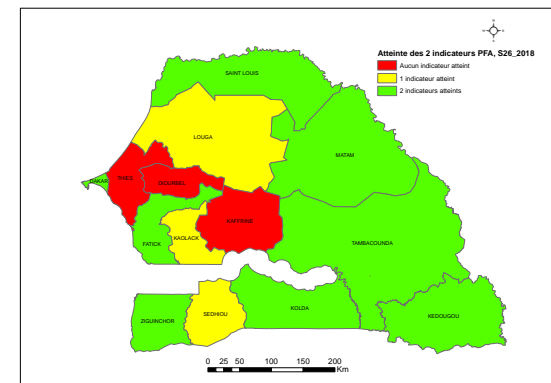 Atteinte des 2 indicateurs PFA, S26_2018
Aucun indicateur atteint
1 indicateur atteint
2 indicateurs atteints
SAINT LOUIS
LOUGA
MATAM
DAKAR
THIES
DIOURBEL
KAFFRINE
FATICK
KAOLACK
TAMBACOUNDA
ZIGUINCHOR
SEDHIOU
KOLDA
KEDOUGOU
0 25 50 100 150 200
Km